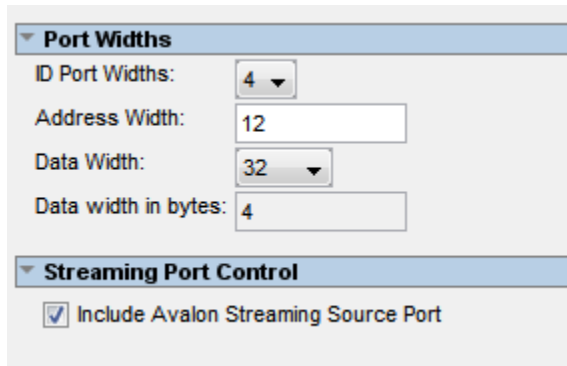 Port Widths
ID Port Widths: 4
Address Width: 12
Data Width: 32
Data width in bytes: 4
Streaming Port Control
Include Avalon Streaming Source Port